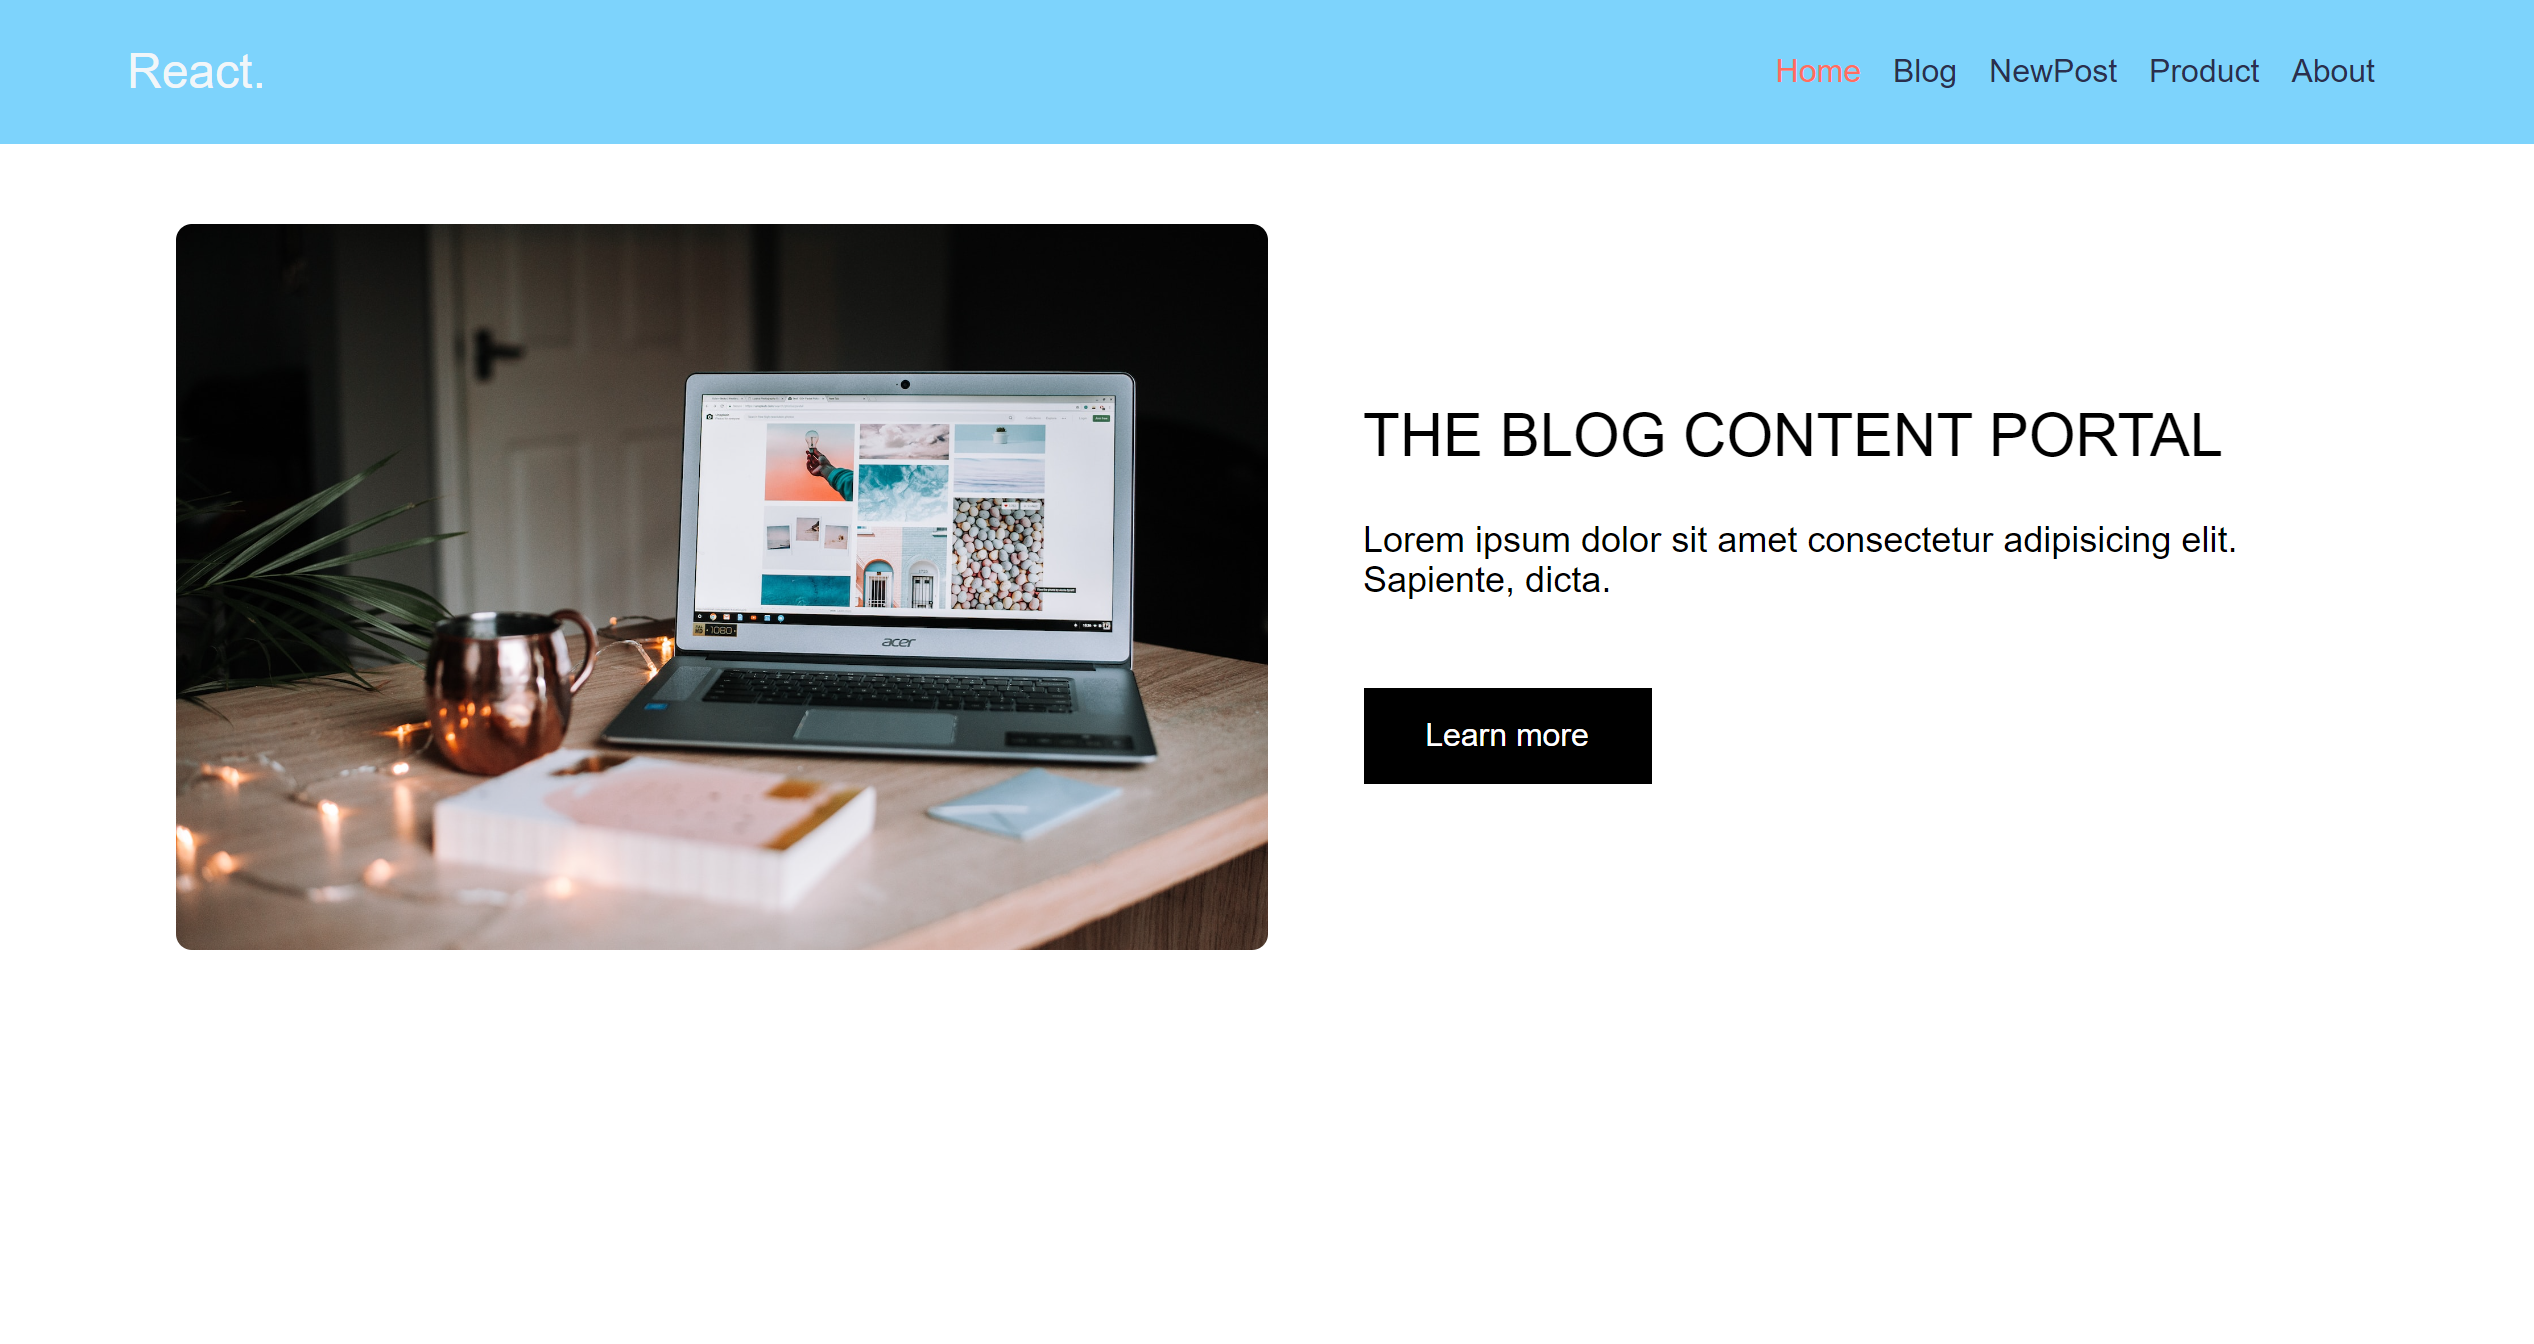 React.
Home Blog NewPost Product About
THE BLOG CONTENT PORTAL
Lorem ipsum dolor sit amet consectetur adipisicing elit.
Sapiente, dicta.
Learn more
1080
acer